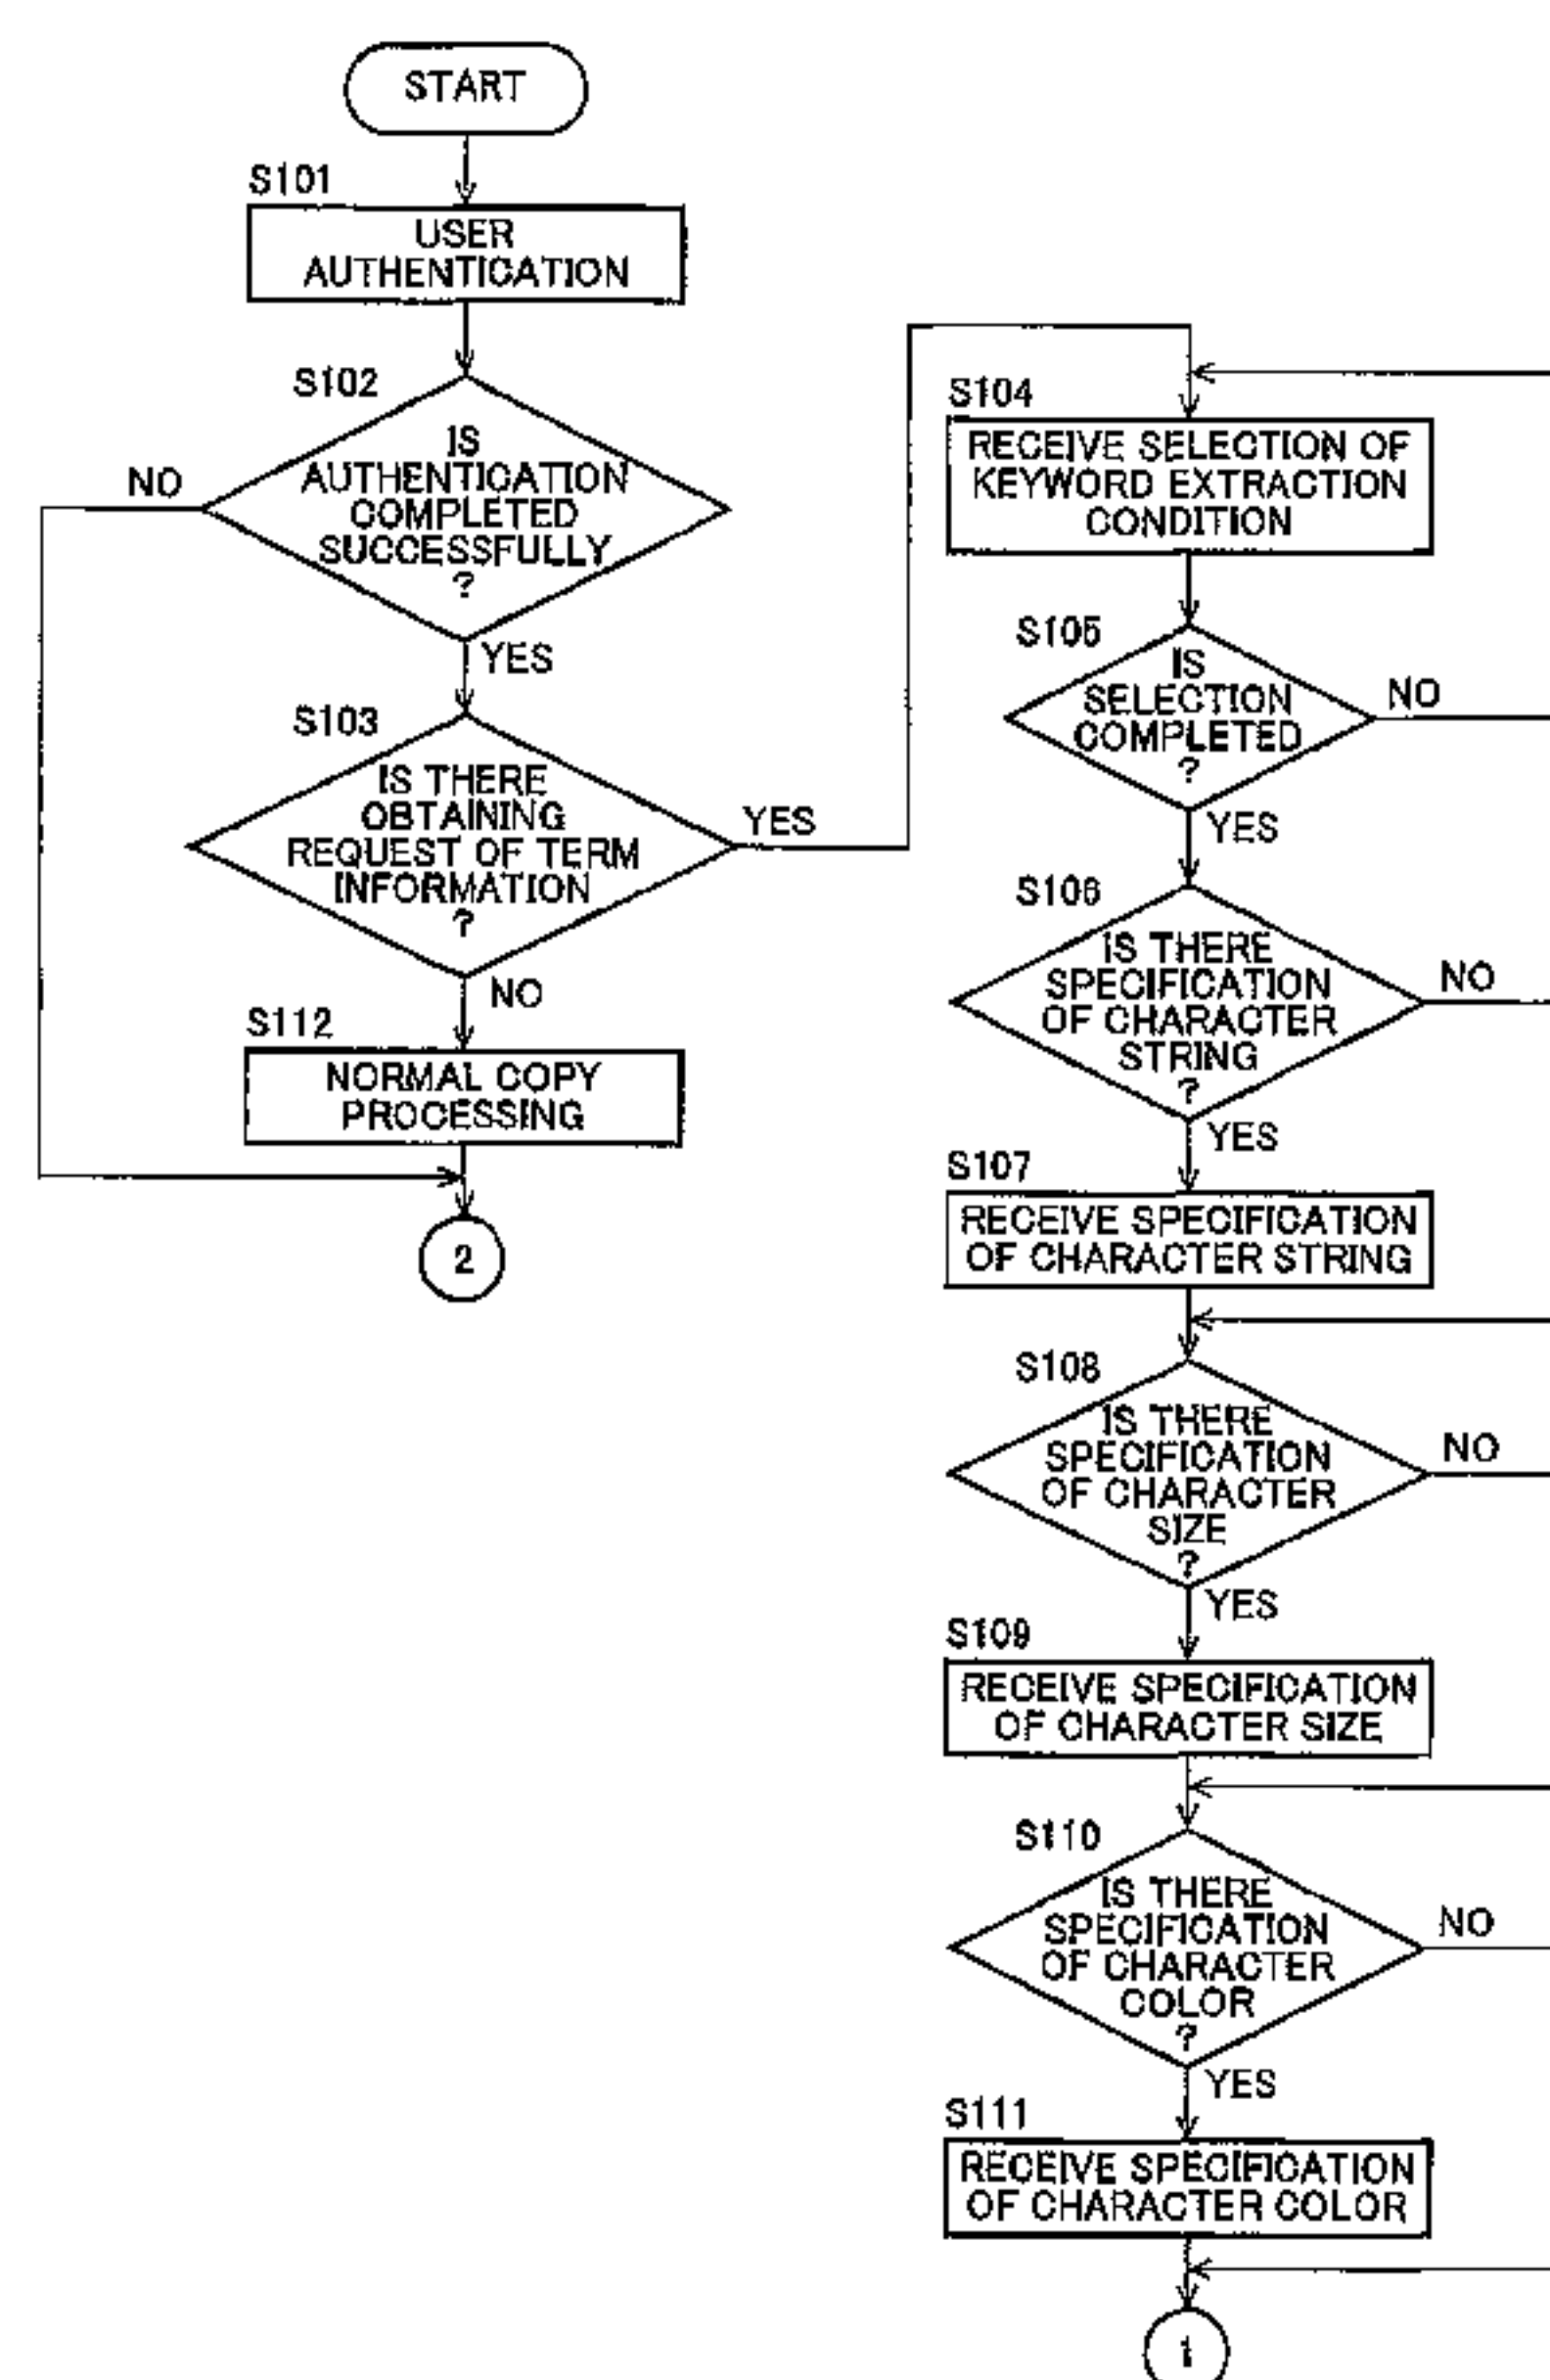 START
S101
USER
AUTHENTICATION
S102
IS
AUTHENTICATION
COMPLETED
SUCCESSFULLY
?
NO
YES
S103
IS THERE
OBTAINING
REQUEST OF TERM
INFORMATION
?
YES
NO
S112
NORMAL COPY
PROCESSING
2
S104
RECEIVE SELECTION OF
KEYWORD EXTRACTION
CONDITION
S105
IS
SELECTION
COMPLETED
?
NO
YES
S106
IS THERE
SPECIFICATION
OF CHARACTER
STRING
?
NO
YES
S107
RECEIVE SPECIFICATION
OF CHARACTER STRING
S108
IS THERE
SPECIFICATION
OF CHARACTER
SIZE
?
NO
YES
S109
RECEIVE SPECIFICATION
OF CHARACTER SIZE
S110
IS THERE
SPECIFICATION
OF CHARACTER
COLOR
?
NO
YES
S111
RECEIVE SPECIFICATION
OF CHARACTER COLOR
1